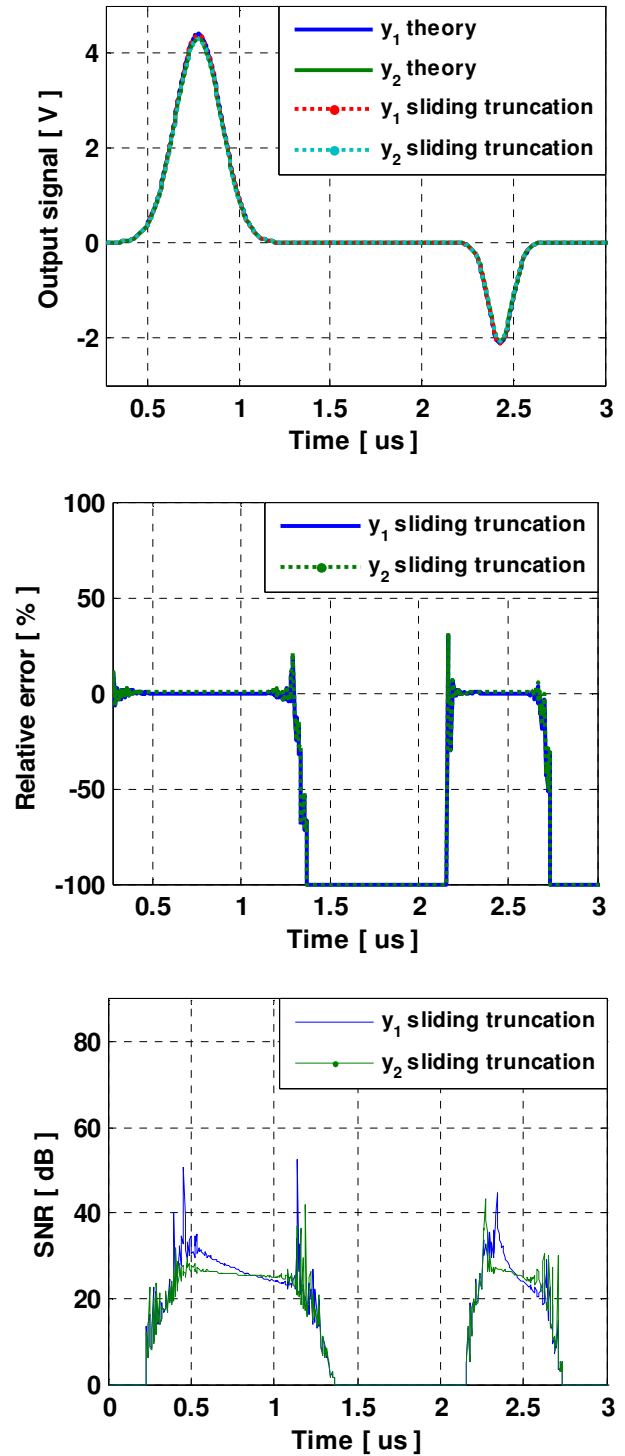 y1 theory
y2 theory
y1 sliding truncation
y2 sliding truncation
4
2
0
-2
Output signal [ V ]
0.5 1 1.5 2 2.5 3
Time [ us ]
y1 sliding truncation
y2 sliding truncation
100
50
0
-50
-100
Relative error [ % ]
0.5 1 1.5 2 2.5 3
Time [ us ]
y1 sliding truncation
y2 sliding truncation
80
60
40
20
0
SNR [ dB ]
0 0.5 1 1.5 2 2.5 3
Time [ us ]